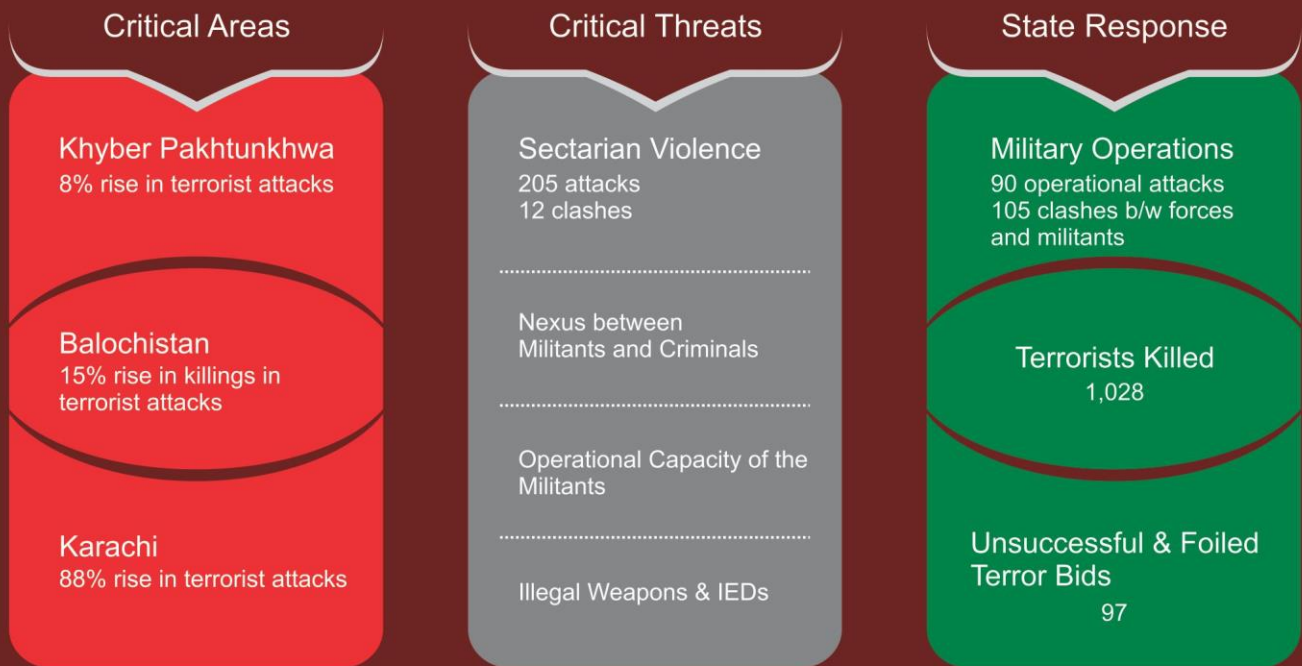 Critical Areas
Khyber Pakhtunkhwa
8% rise in terrorist attacks
Balochistan
15% rise in killings in
terrorist attacks
Karachi
88% rise in terrorist attacks
Critical Threats
Sectarian Violence
205 attacks
12 clashes
Nexus between
Militants and Criminals
Operational Capacity of the
Militants
Illegal Weapons & IEDs
State Response
Military Operations
90 operational attacks
105 clashes b/w forces
and militants
Terrorists Killed
1,028
Unsuccessful & Foiled
Terror Bids
97